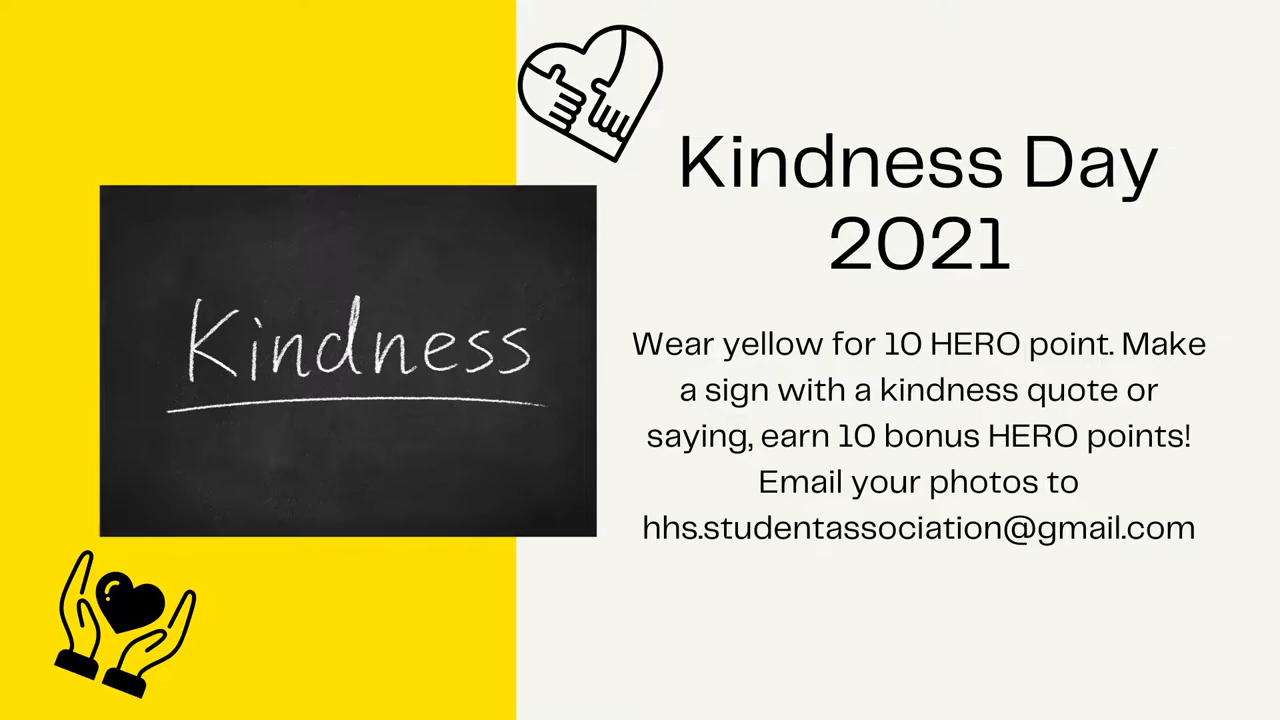 Kindness
Kindness Day
2021
Wear yellow for 10 HERO point. Make
a sign with a kindness quote or
saying, earn 10 bonus HERO points!
Email your photos to
hhs.studentassociation@gmail.com